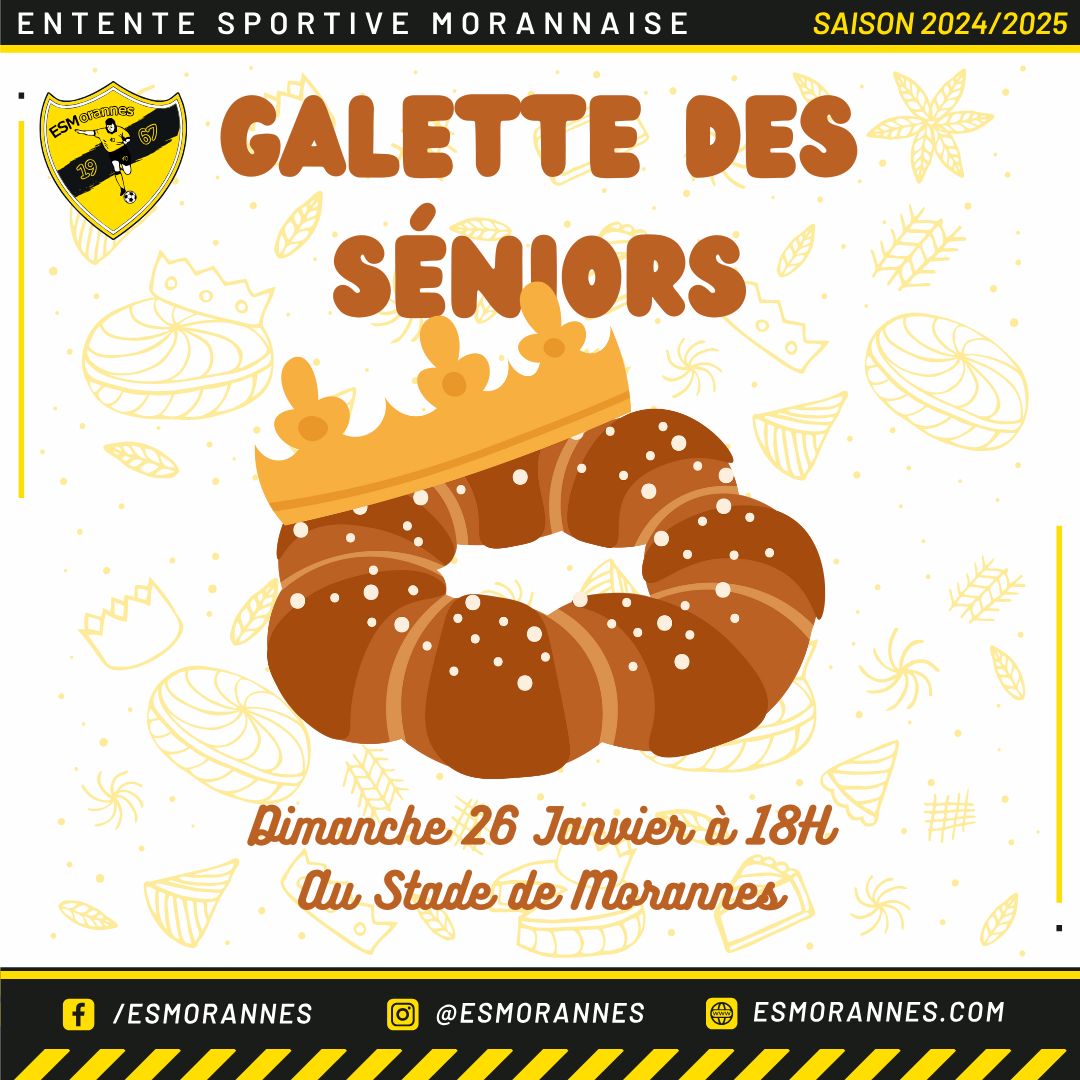 ENTENTE SPORTIVE MORANNAISE
SAISON 2024/2025
ESMorannes
19 67
GALETTE DES
SÉNIORS
Dimanche 26 Janvier à 18H
Au Stade de Morannes
/ESMORANNES
@ESMORANNES
WWW
ESMORANNES.COM